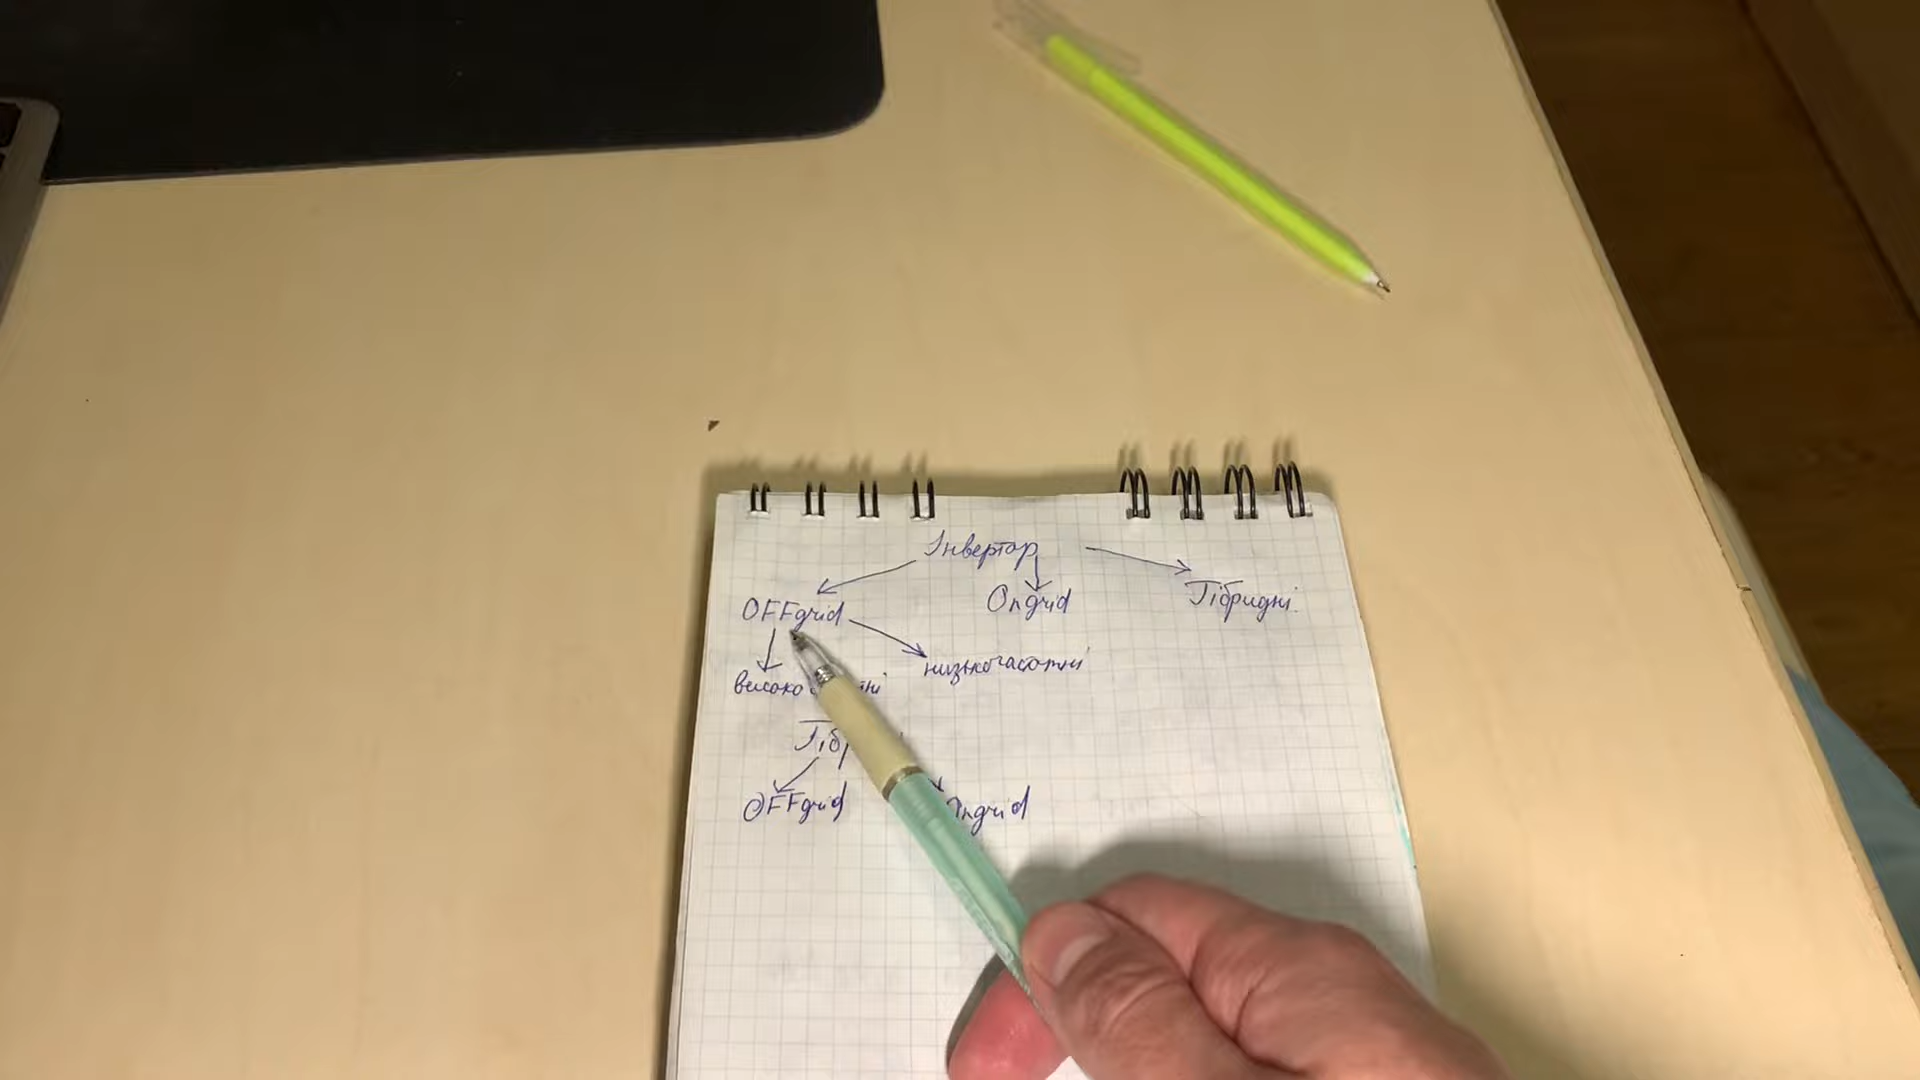 Інвертор
OFFgrid Ongrid Гібридні
низькочастотні
OFFgrid